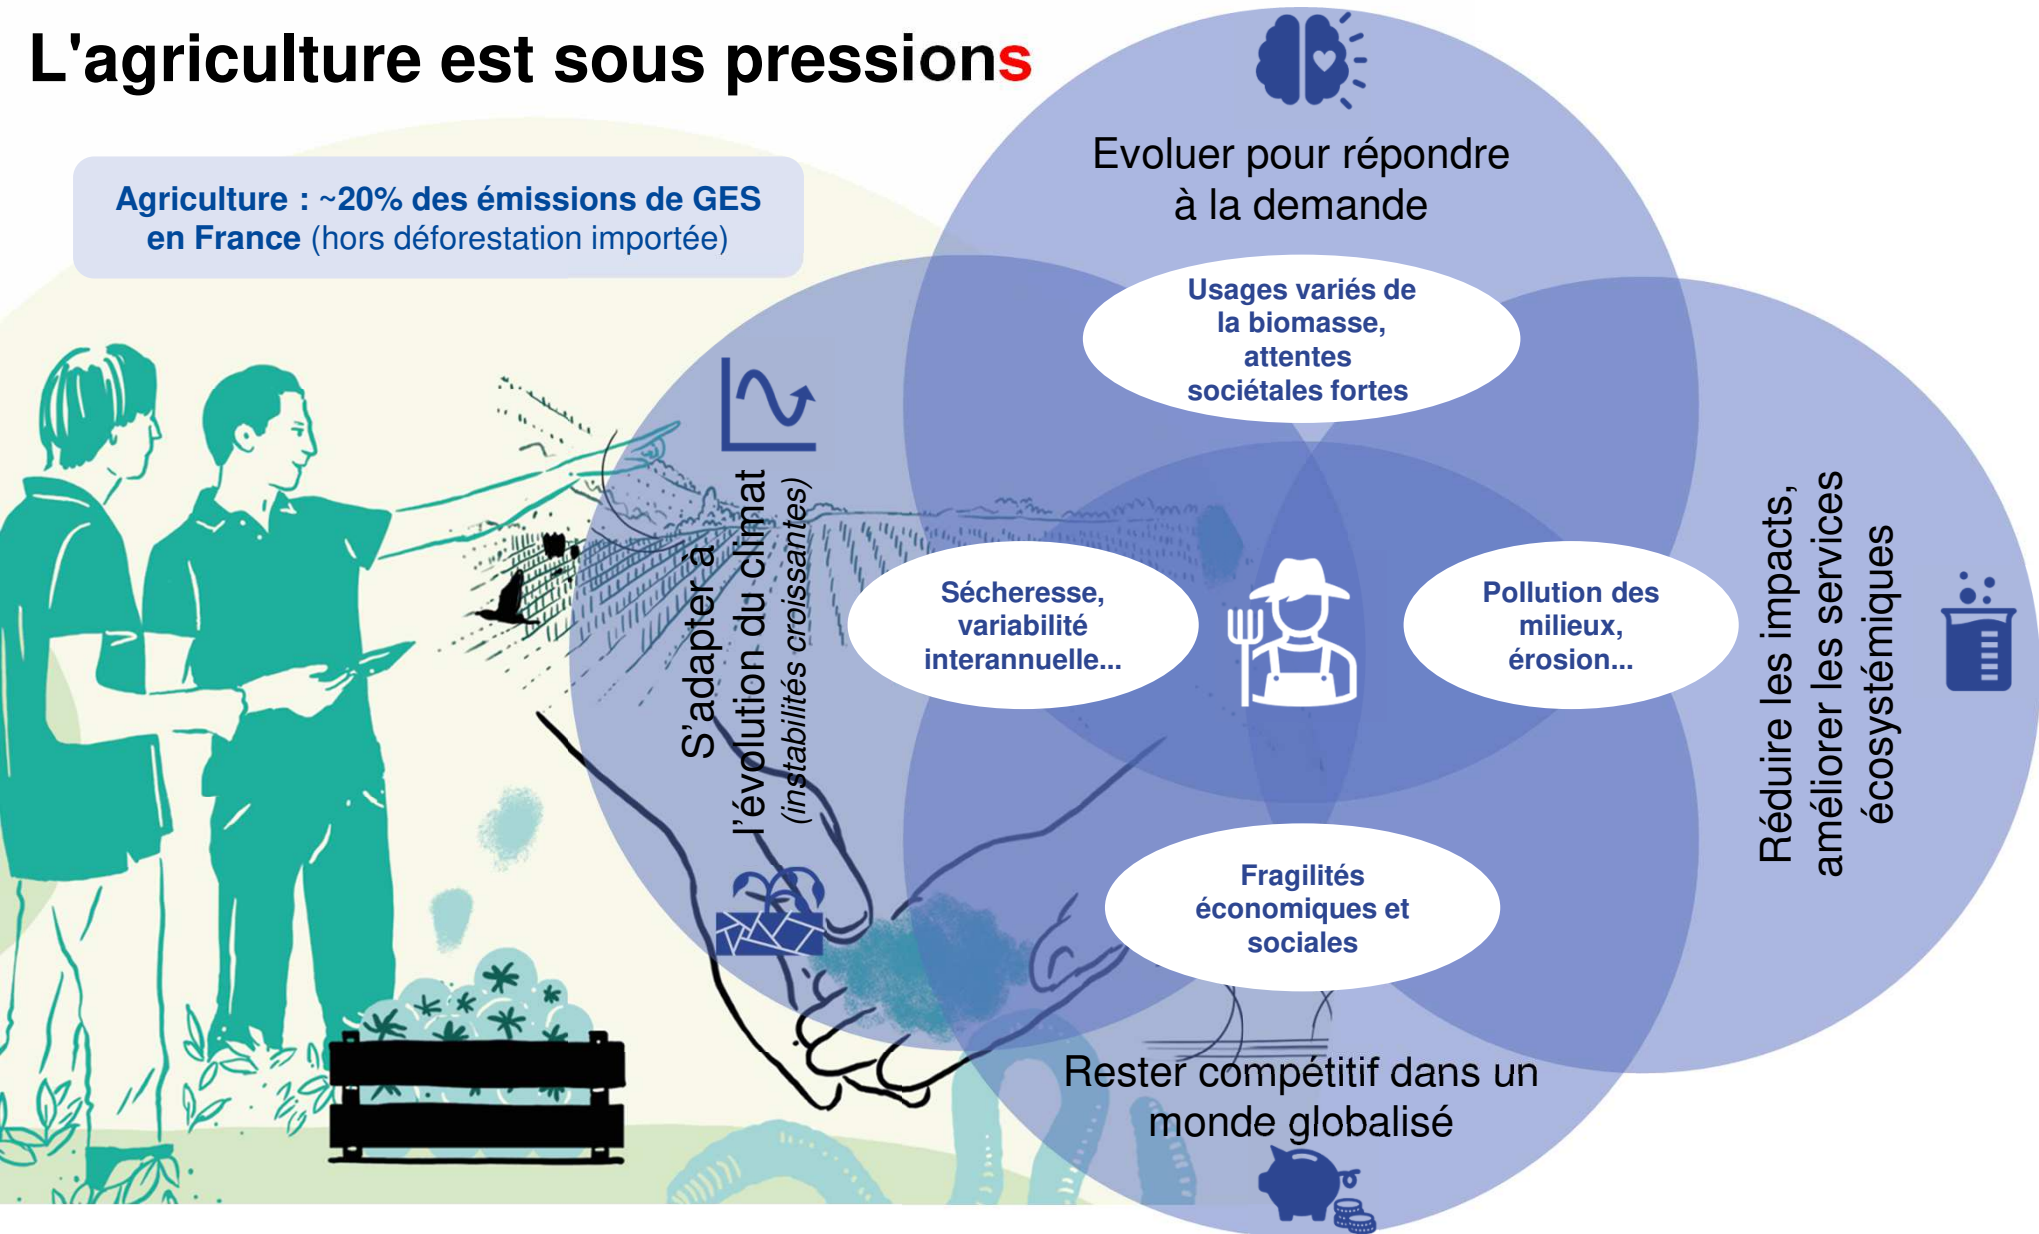 L'agriculture est sous pressions
Agriculture : ~20% des émissions de GES
en France (hors déforestation importée)
Evoluer pour répondre
à la demande
Usages variés de
la biomasse,
attentes
sociétales fortes
S'adapter à
l'évolution du climat
(instabilités croissantes)
Sécheresse,
variabilité
interannuelle...
Pollution des
milieux,
érosion...
Réduire les impacts,
améliorer les services
écosystémiques
Fragilités
économiques et
sociales
Rester compétitif dans un
monde globalisé